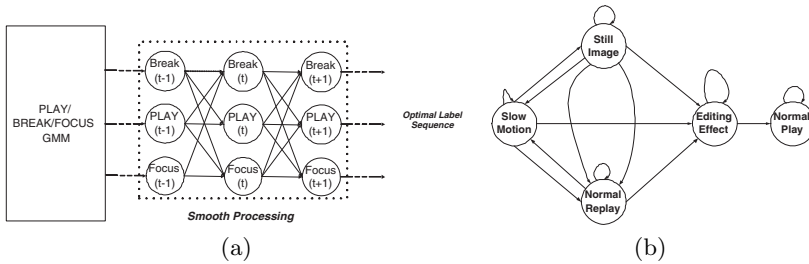 PLAY/
BREAK/FOCUS
GMM
Break
(t-1)
Break
(t)
Break
(t+1)
PLAY
(t-1)
PLAY
(t)
PLAY
(t+1)
Focus
(t-1)
Focus
(t)
Focus
(t+1)
Smooth Processing
Optimal Label
Sequence
(a)
Still
Image
Slow
Motion
Editing
Effect
Normal
Play
Normal
Replay
(b)